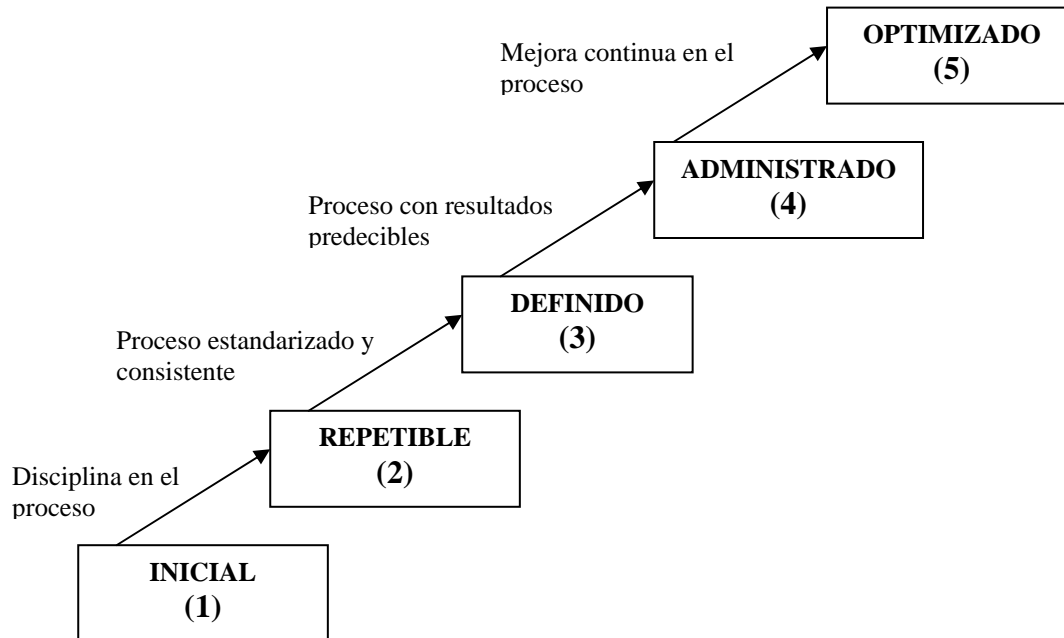 OPTIMIZADO
(5)
Mejora continua en el
proceso
ADMINISTRADO
(4)
Proceso con resultados
predecibles
DEFINIDO
(3)
Proceso estandarizado y
consistente
REPETIBLE
(2)
Disciplina en el
proceso
INICIAL
(1)